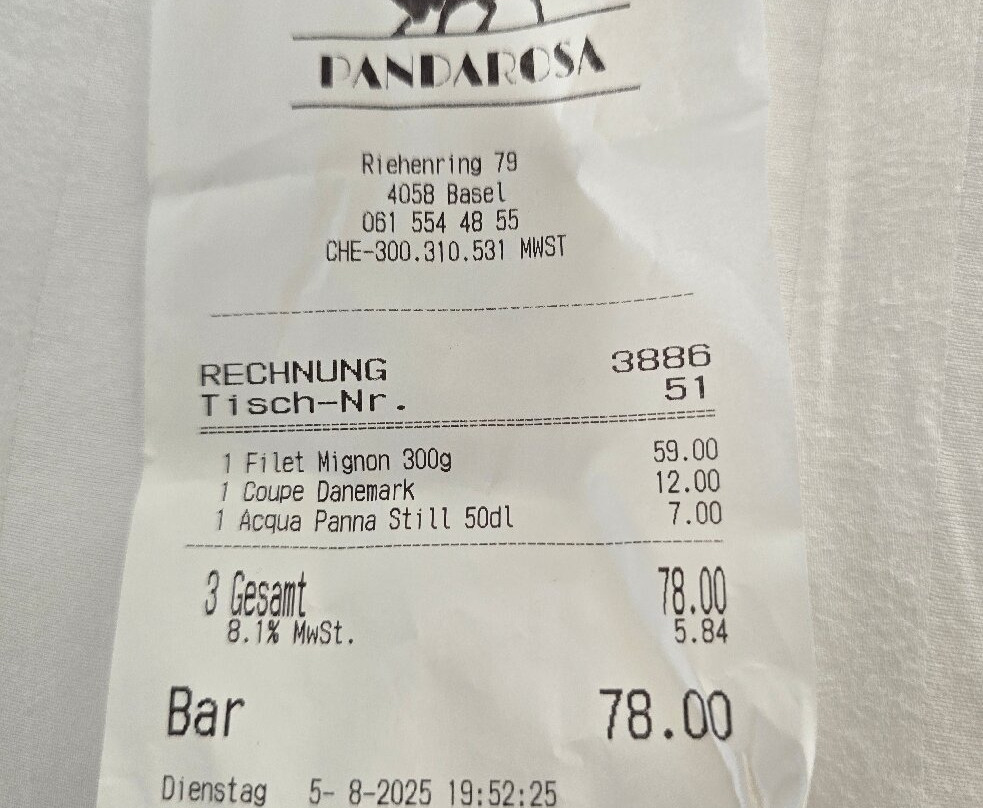 PANDAROSA
Riehenring 79
4058 Basel
061 554 48 55
CHE-300.310.531 MWST
RECHNUNG 3886
Tisch-Nr. 51
1 Filet Mignon 300g 59.00
1 Coupe Danemark 12.00
1 Acqua Panna Still 50dl 7.00
3 Gesamt 78.00
8.1% MwSt. 5.84
Bar 78.00
Dienstag 5- 8-2025 19:52:25